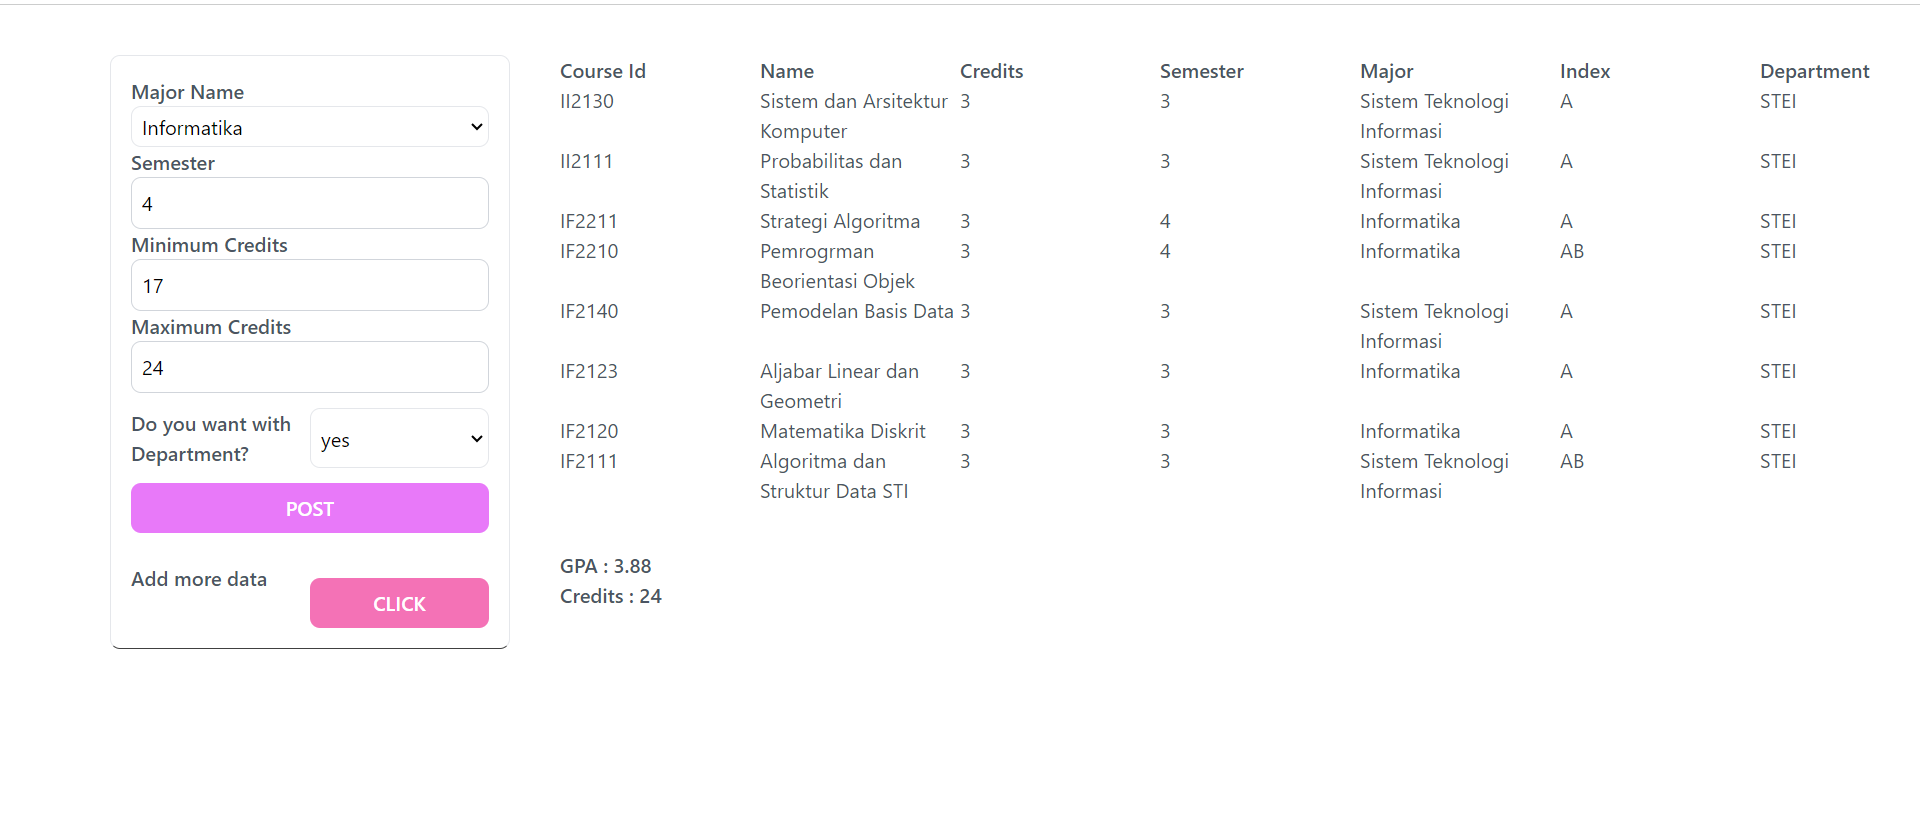 Major Name
Informatika
Semester
4
Minimum Credits
17
Maximum Credits
24
Do you want with
Department?
yes
POST
Add more data
CLICK
Course Id Name Credits Semester Major Index Department
II2130 Sistem dan Arsitektur 3 3 Sistem Teknologi A STEI
Komputer Informasi
II2111 Probabilitas dan 3 3 Sistem Teknologi A STEI
Statistik Informasi
IF2211 Strategi Algoritma 3 4 Informatika A STEI
IF2210 Pemrogrman 3 4 Informatika AB STEI
Beorientasi Objek
IF2140 Pemodelan Basis Data 3 3 Sistem Teknologi A STEI
Informasi
IF2123 Aljabar Linear dan 3 3 Informatika A STEI
Geometri
IF2120 Matematika Diskrit 3 3 Informatika A STEI
IF2111 Algoritma dan 3 3 Sistem Teknologi AB STEI
Struktur Data STI Informasi
GPA : 3.88
Credits : 24